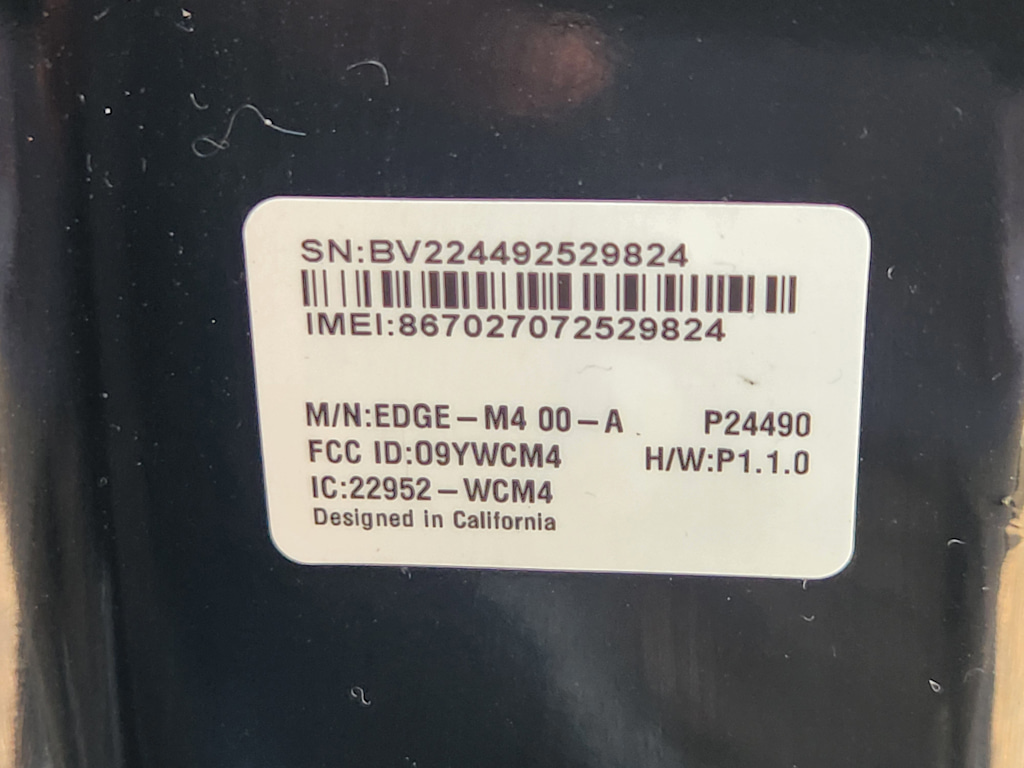 SN:BV224492529824
IMEI:867027072529824
M/N:EDGE-M4 00-A P24490
FCC ID:O9YWCM4 H/W:P1.1.0
IC:22952-WCM4
Designed in California